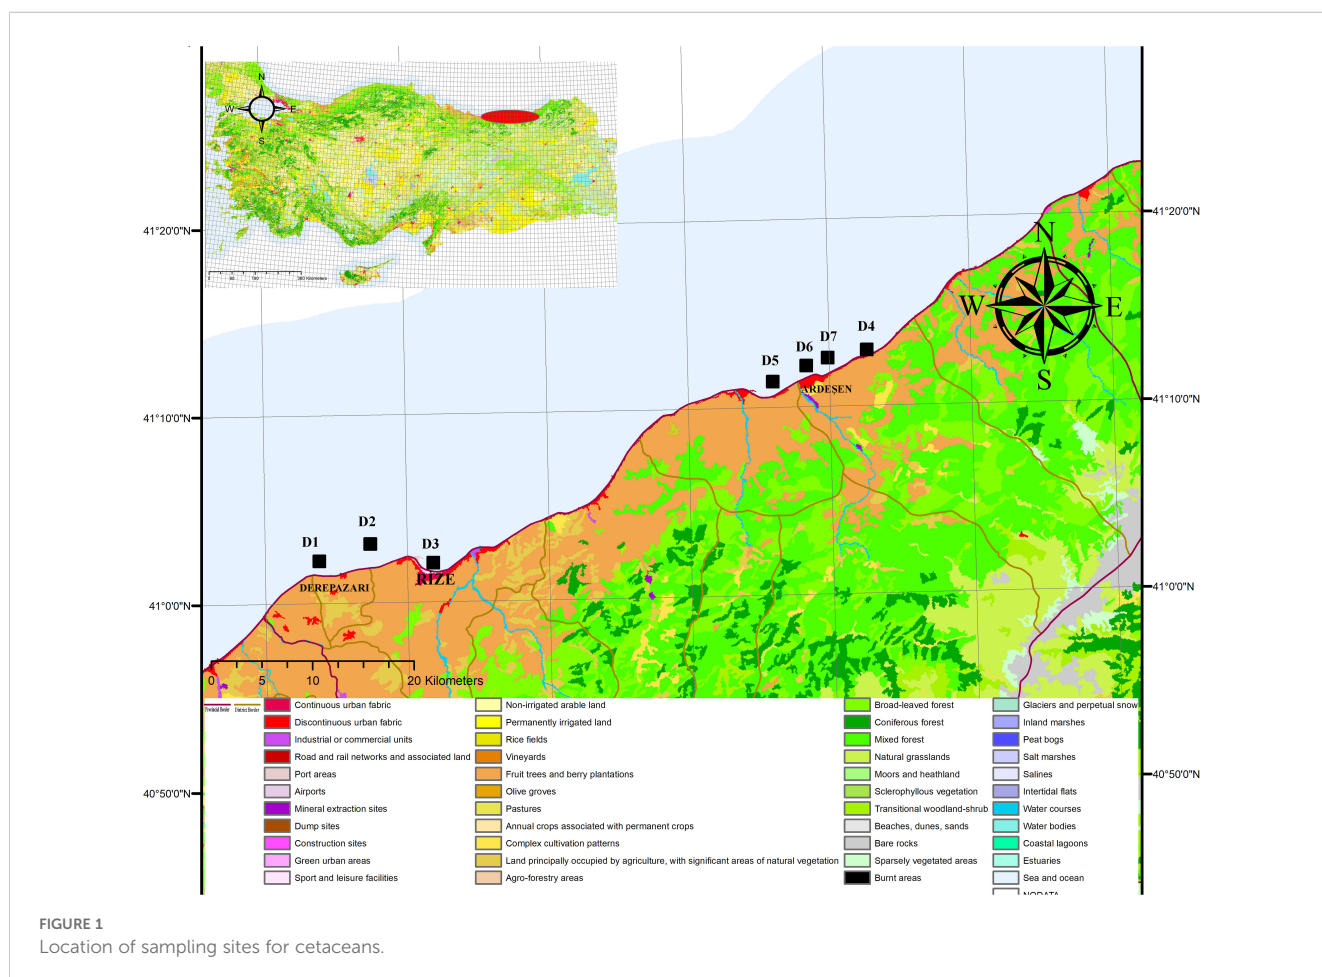 N
W
E
S
0
300 Kilometers
41°20'0"N
41°10'0"N
41°0'0"N
40°50'0"N
41°20'0"N
41°10'0"N
41°0'0"N
40°50'0"N
N
W
E
S
D4
D7
D6
D5
ARDEŞEN
D2
D1
D3
RIZE
DEREPAZARI
0 5 10 20 Kilometers
Provincial Border
District Border
Continuous urban fabric
Discontinuous urban fabric
Industrial or commercial units
Road and rail networks and associated land
Port areas
Airports
Mineral extraction sites
Dump sites
Construction sites
Green urban areas
Sport and leisure facilities
Non-irrigated arable land
Permanently irrigated land
Rice fields
Vineyards
Fruit trees and berry plantations
Olive groves
Pastures
Annual crops associated with permanent crops
Complex cultivation patterns
Land principally occupied by agriculture, with significant areas of natural vegetation
Agro-forestry areas
Broad-leaved forest
Coniferous forest
Mixed forest
Natural grasslands
Moors and heathland
Sclerophyllous vegetation
Transitional woodland-shrub
Beaches, dunes, sands
Bare rocks
Sparsely vegetated areas
Burnt areas
Glaciers and perpetual snow
Inland marshes
Peat bogs
Salt marshes
Salines
Intertidal flats
Water courses
Water bodies
Coastal lagoons
Estuaries
Sea and ocean
NODATA
FIGURE 1
Location of sampling sites for cetaceans.